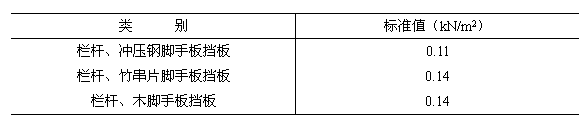 类 别 标准值（kN/m²）
栏杆、冲压钢脚手板挡板 0.11
栏杆、竹串片脚手板挡板 0.14
栏杆、木脚手板挡板 0.14